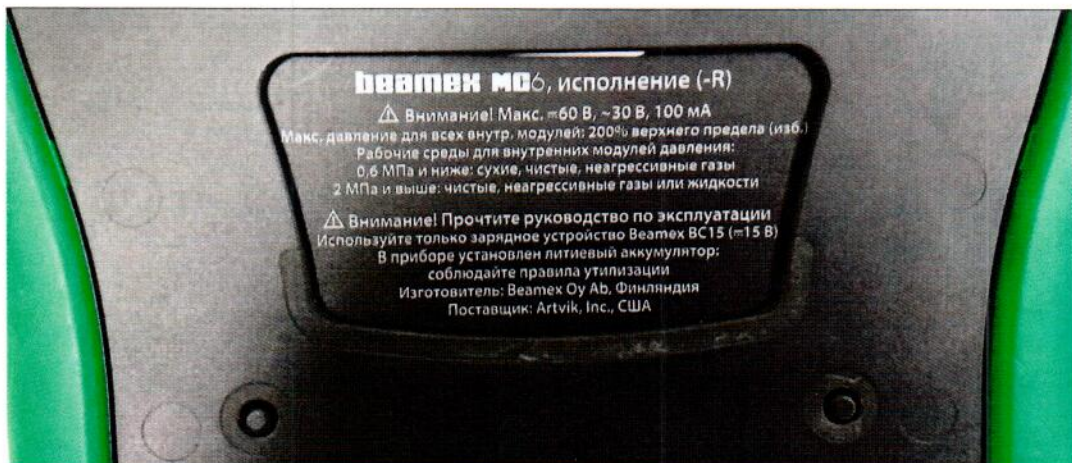 beamex MC6, исполнение (-R)
⚠ Внимание! Макс. ⎓60 В, ~30 В, 100 мА
Макс. давление для всех внутр. модулей: 200% верхнего предела (изб.)
Рабочие среды для внутренних модулей давления:
0,6 МПа и ниже: сухие, чистые, неагрессивные газы
2 МПа и выше: чистые, неагрессивные газы или жидкости
⚠ Внимание! Прочтите руководство по эксплуатации
Используйте только зарядное устройство Beamex BC15 (⎓15 В)
В приборе установлен литиевый аккумулятор:
соблюдайте правила утилизации
Изготовитель: Beamex Oy Ab, Финляндия
Поставщик: Artvik, Inc., США